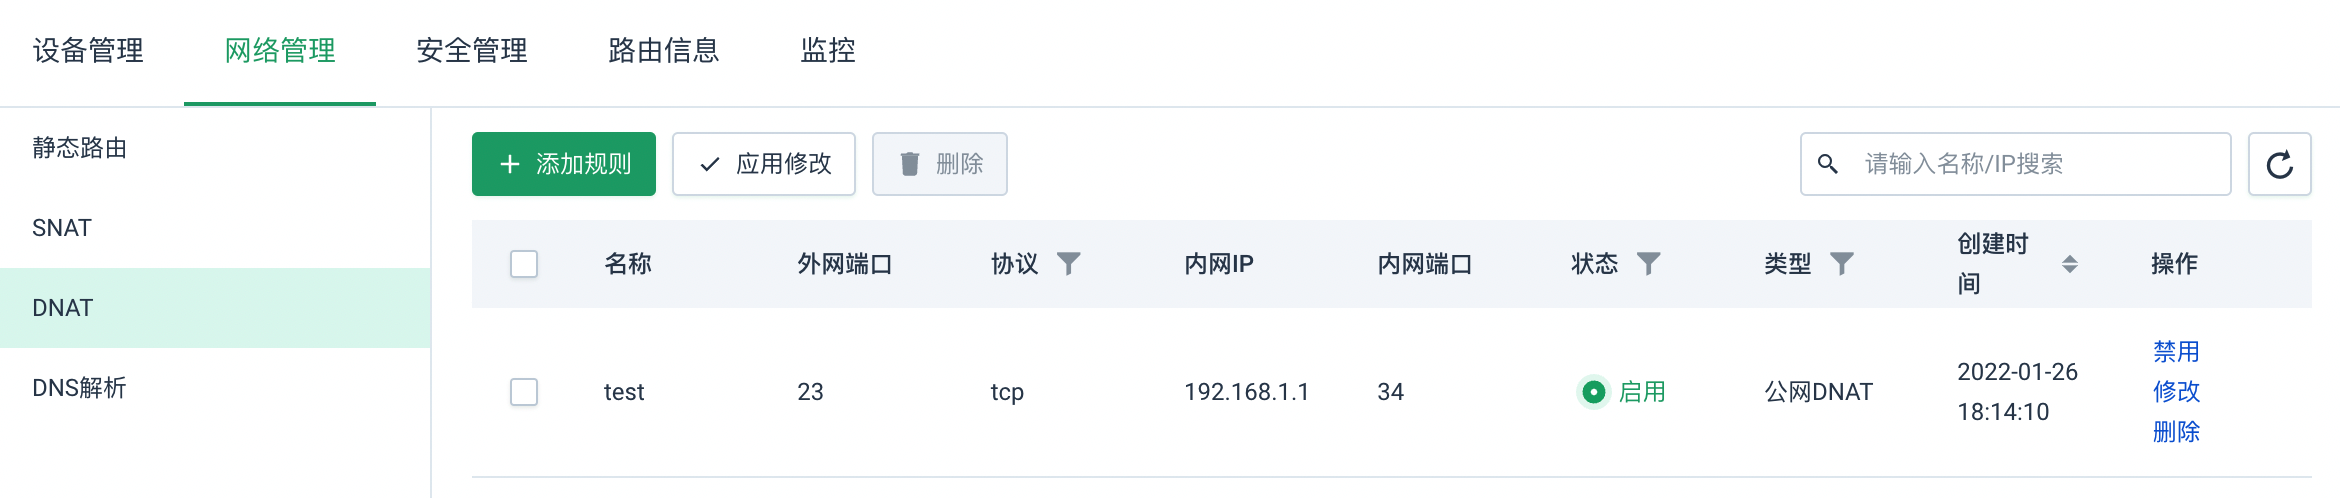 设备管理 网络管理 安全管理 路由信息 监控
静态路由
SNAT
DNAT
DNS解析
添加规则 应用修改 删除 请输入名称/IP搜索
名称 外网端口 协议 内网IP 内网端口 状态 类型 创建时间 操作
test 23 tcp 192.168.1.1 34 启用 公网DNAT 2022-01-26 18:14:10 禁用 修改 删除